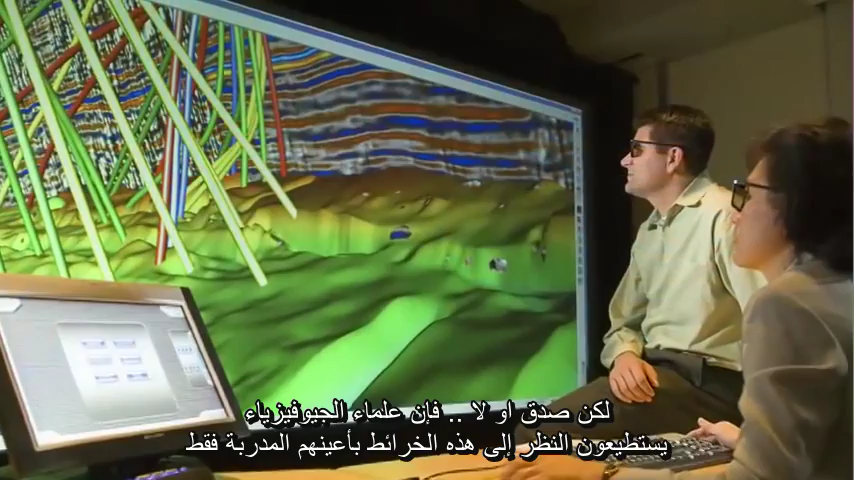 لكن صدق او لا .. فإن علماء الجيوفيزياء
يستطيعون النظر إلى هذه الخرائط بأعينهم المدربة فقط